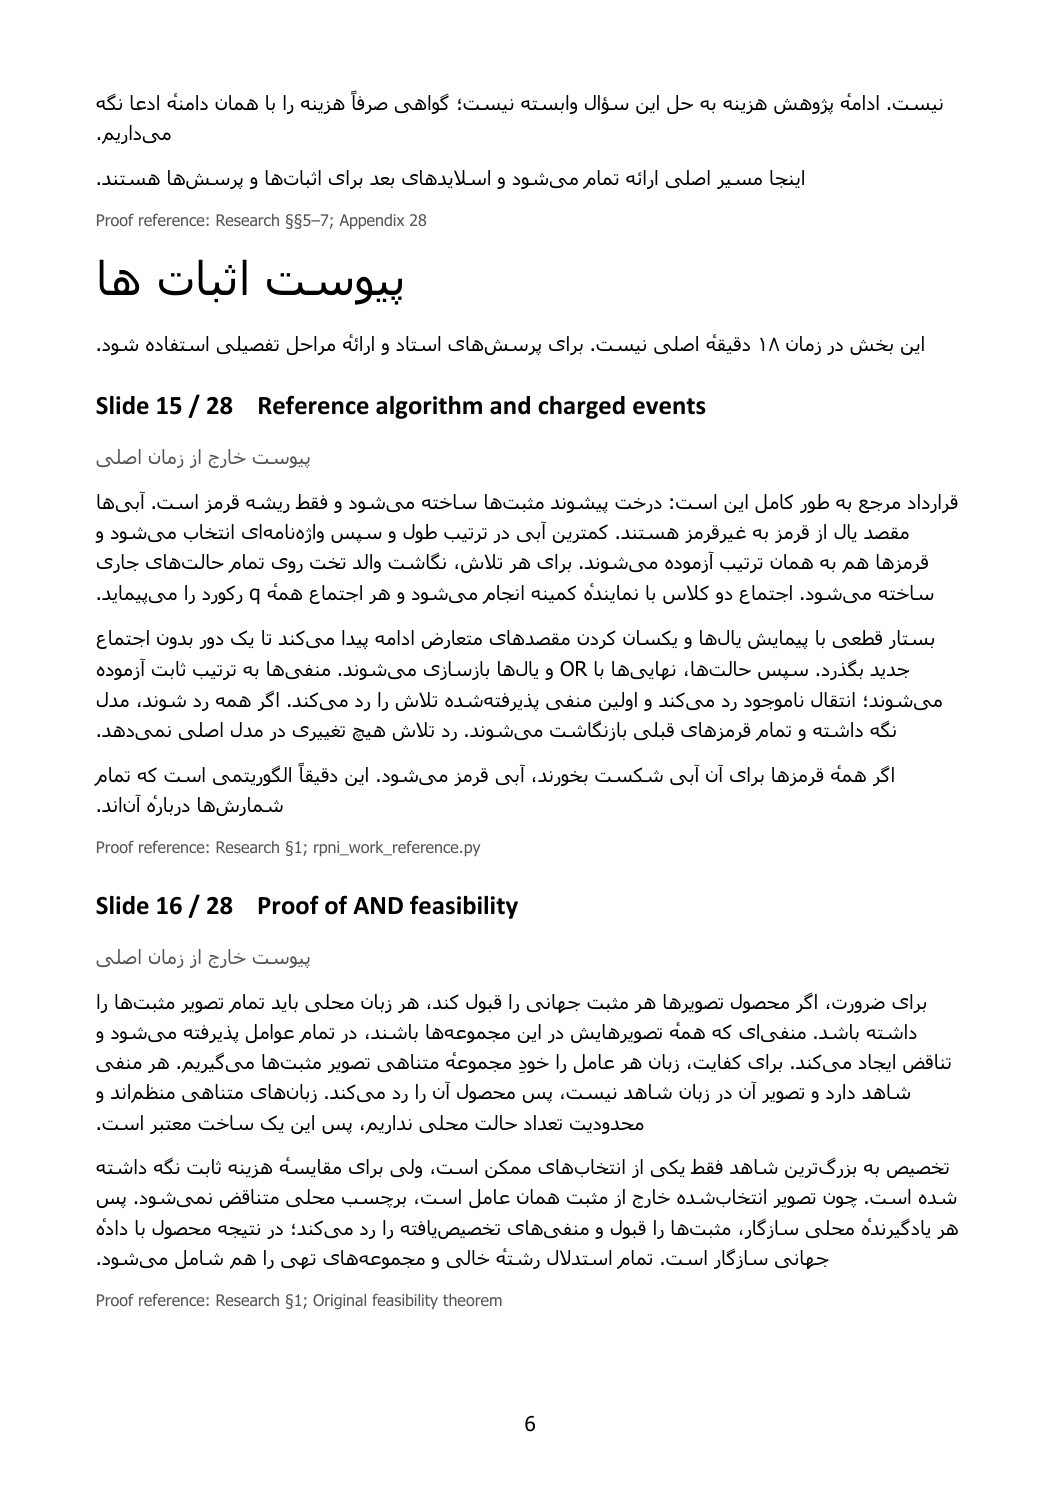 نیست. ادامهٔ پژوهش هزینه به حل این سؤال وابسته نیست؛ گواهی صرفاً هزینه را با همان دامنهٔ ادعا نگه
می‌داریم.
اینجا مسیر اصلی ارائه تمام می‌شود و اسلایدهای بعد برای اثبات‌ها و پرسش‌ها هستند.
Proof reference: Research §§5–7; Appendix 28
پیوست اثبات ها
این بخش در زمان ۱۸ دقیقهٔ اصلی نیست. برای پرسش‌های استاد و ارائهٔ مراحل تفصیلی استفاده شود.
Slide 15 / 28 Reference algorithm and charged events
پیوست خارج از زمان اصلی
قرارداد مرجع به طور کامل این است: درخت پیشوند مثبت‌ها ساخته می‌شود و فقط ریشه قرمز است. آبی‌ها
مقصد یال از قرمز به غیرقرمز هستند. کمترین آبی در ترتیب طول و سپس واژه‌نامه‌ای انتخاب می‌شود و
قرمزها هم به همان ترتیب آزموده می‌شوند. برای هر تلاش، نگاشت والد تخت روی تمام حالت‌های جاری
ساخته می‌شود. اجتماع دو کلاس با نمایندهٔ کمینه انجام می‌شود و هر اجتماع همهٔ q رکورد را می‌پیماید.
بستار قطعی با پیمایش یال‌ها و یکسان کردن مقصدهای متعارض ادامه پیدا می‌کند تا یک دور بدون اجتماع
جدید بگذرد. سپس حالت‌ها، نهایی‌ها با OR و یال‌ها بازسازی می‌شوند. منفی‌ها به ترتیب ثابت آزموده
می‌شوند؛ انتقال ناموجود رد می‌کند و اولین منفی پذیرفته‌شده تلاش را رد می‌کند. اگر همه رد شوند، مدل
نگه داشته و تمام قرمزهای قبلی بازنگاشت می‌شوند. رد تلاش هیچ تغییری در مدل اصلی نمی‌دهد.
اگر همهٔ قرمزها برای آن آبی شکست بخورند، آبی قرمز می‌شود. این دقیقاً الگوریتمی است که تمام
شمارش‌ها دربارهٔ آن‌اند.
Proof reference: Research §1; rpni_work_reference.py
Slide 16 / 28 Proof of AND feasibility
پیوست خارج از زمان اصلی
برای ضرورت، اگر محصول تصویرها هر مثبت جهانی را قبول کند، هر زبان محلی باید تمام تصویر مثبت‌ها را
داشته باشد. منفی‌ای که همهٔ تصویرهایش در این مجموعه‌ها باشند، در تمام عوامل پذیرفته می‌شود و
تناقض ایجاد می‌کند. برای کفایت، زبان هر عامل را خودِ مجموعهٔ متناهی تصویر مثبت‌ها می‌گیریم. هر منفی
شاهد دارد و تصویر آن در زبان شاهد نیست، پس محصول آن را رد می‌کند. زبان‌های متناهی منظم‌اند و
محدودیت تعداد حالت محلی نداریم، پس این یک ساخت معتبر است.
تخصیص به بزرگ‌ترین شاهد فقط یکی از انتخاب‌های ممکن است، ولی برای مقایسهٔ هزینه ثابت نگه داشته
شده است. چون تصویر انتخاب‌شده خارج از مثبت همان عامل است، برچسب محلی متناقض نمی‌شود. پس
هر یادگیرندهٔ محلی سازگار، مثبت‌ها را قبول و منفی‌های تخصیص‌یافته را رد می‌کند؛ در نتیجه محصول با دادهٔ
جهانی سازگار است. تمام استدلال رشتهٔ خالی و مجموعه‌های تهی را هم شامل می‌شود.
Proof reference: Research §1; Original feasibility theorem
6